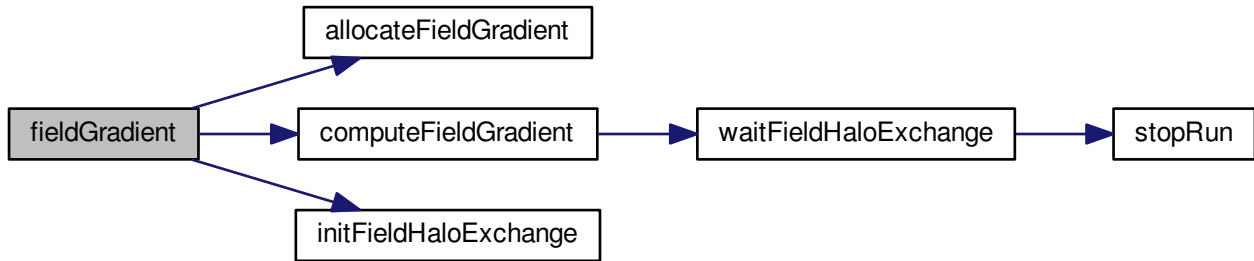 allocateFieldGradient
fieldGradient
computeFieldGradient
waitFieldHaloExchange
stopRun
initFieldHaloExchange